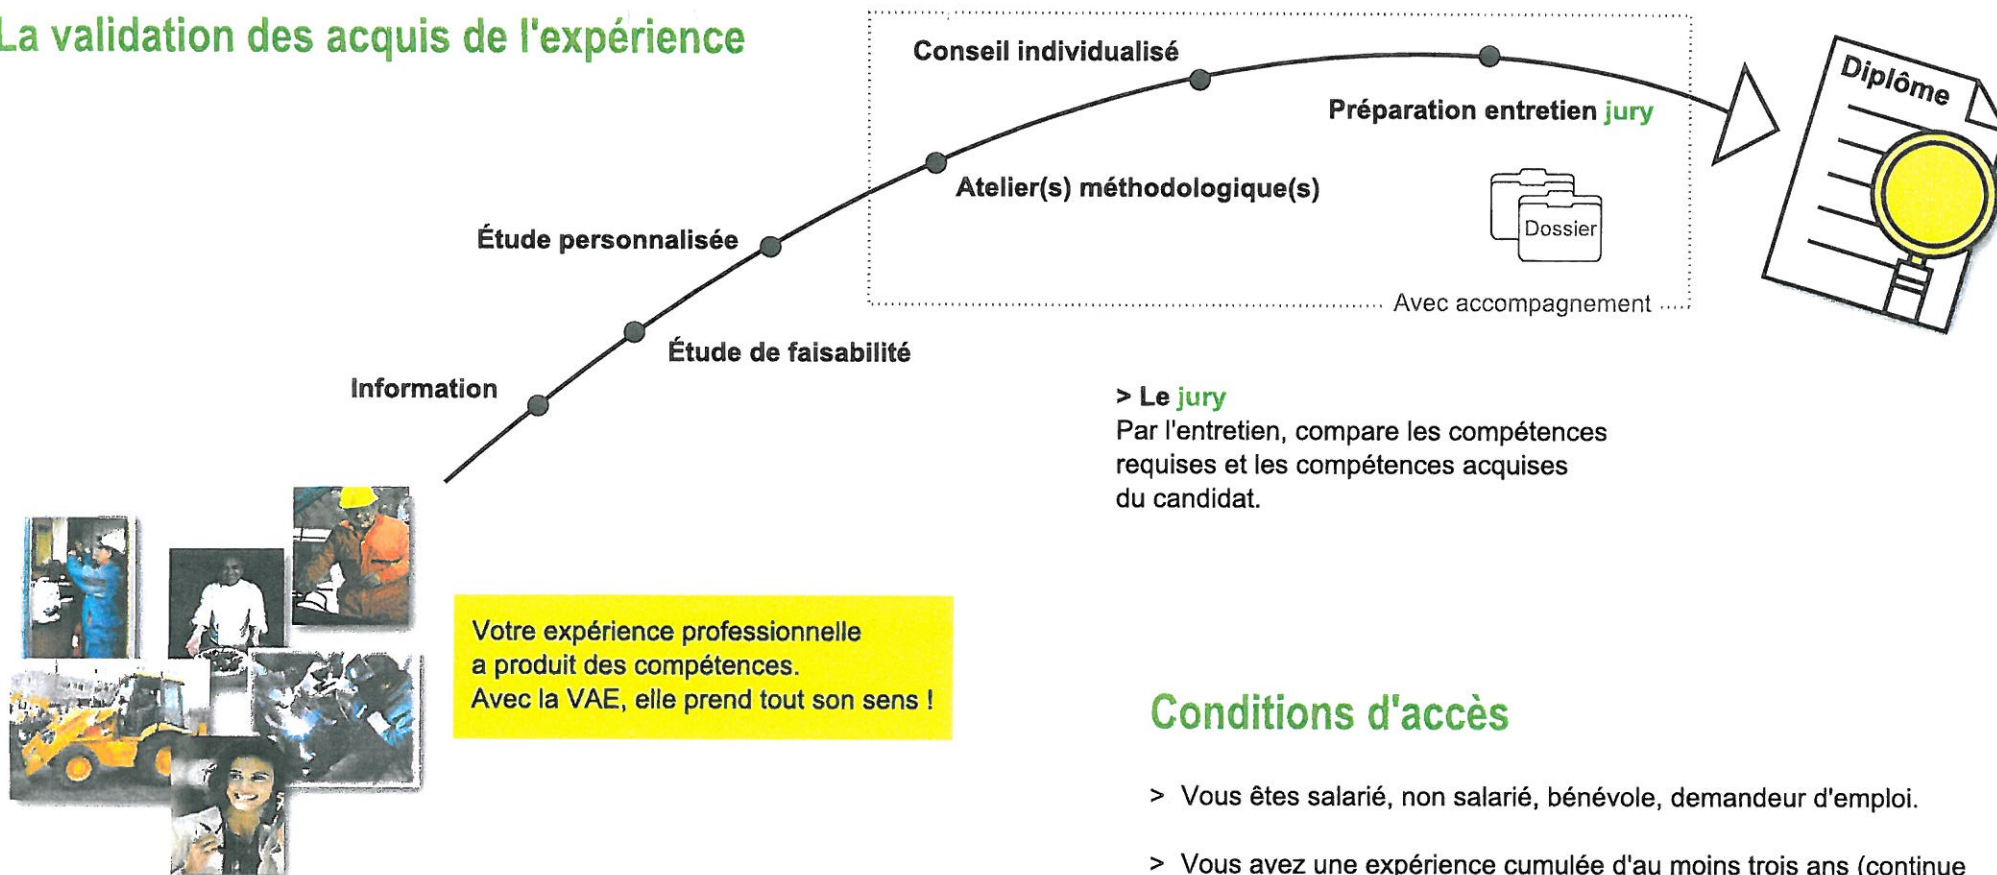 La validation des acquis de l'expérience
Conseil individualisé
Diplôme
Préparation entretien jury
Atelier(s) méthodologique(s)
Étude personnalisée
Dossier
Avec accompagnement
Étude de faisabilité
Information
> Le jury
Par l'entretien, compare les compétences
requises et les compétences acquises
du candidat.
Votre expérience professionnelle
a produit des compétences.
Avec la VAE, elle prend tout son sens !
Conditions d'accès
> Vous êtes salarié, non salarié, bénévole, demandeur d'emploi.
> Vous avez une expérience cumulée d'au moins trois ans (continue